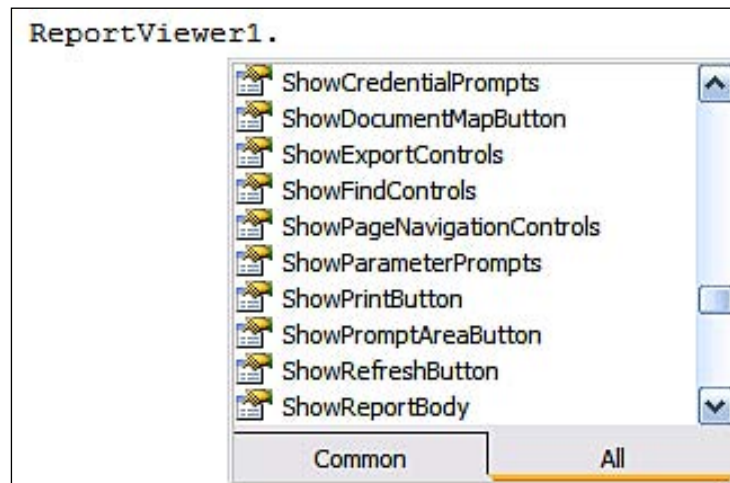 ReportViewer1.
ShowCredentialPrompts
ShowDocumentMapButton
ShowExportControls
ShowFindControls
ShowPageNavigationControls
ShowParameterPrompts
ShowPrintButton
ShowPromptAreaButton
ShowRefreshButton
ShowReportBody
Common All